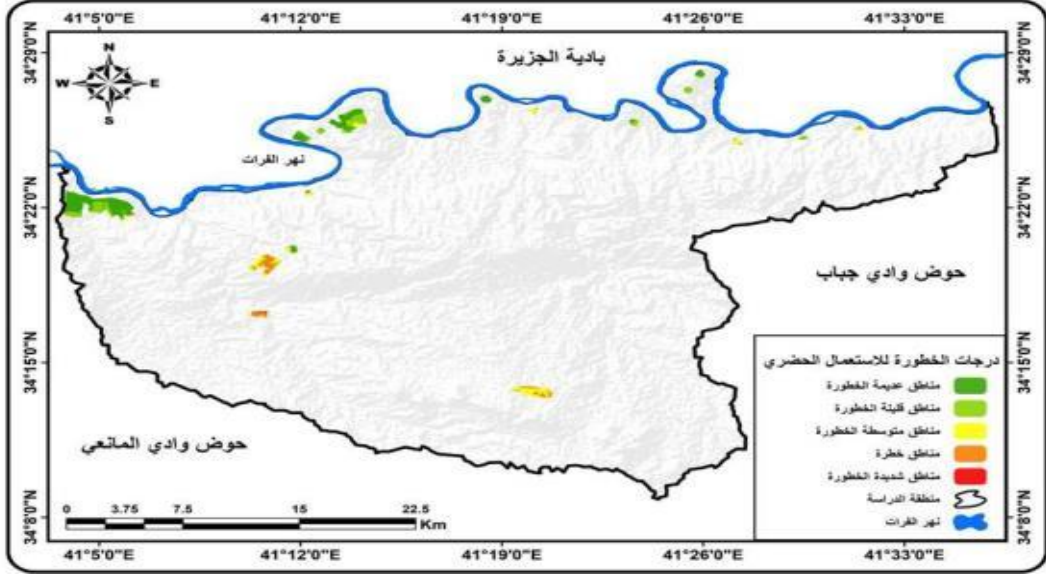 41°5'0"E 41°12'0"E 41°19'0"E 41°26'0"E 41°33'0"E
34°29'0"N 34°29'0"N
N
W E
S
بادية الجزيرة
نهر الفرات
34°22'0"N 34°22'0"N
حوض وادي جباب
34°15'0"N 34°15'0"N
درجات الخطورة للاستعمال الحضري
مناطق عديمة الخطورة
مناطق قليلة الخطورة
مناطق متوسطة الخطورة
مناطق خطرة
مناطق شديدة الخطورة
منطقة الدراسة
نهر الفرات
حوض وادي المانعي
0 3.75 7.5 15 22.5
Km
34°8'0"N 34°8'0"N
41°5'0"E 41°12'0"E 41°19'0"E 41°26'0"E 41°33'0"E